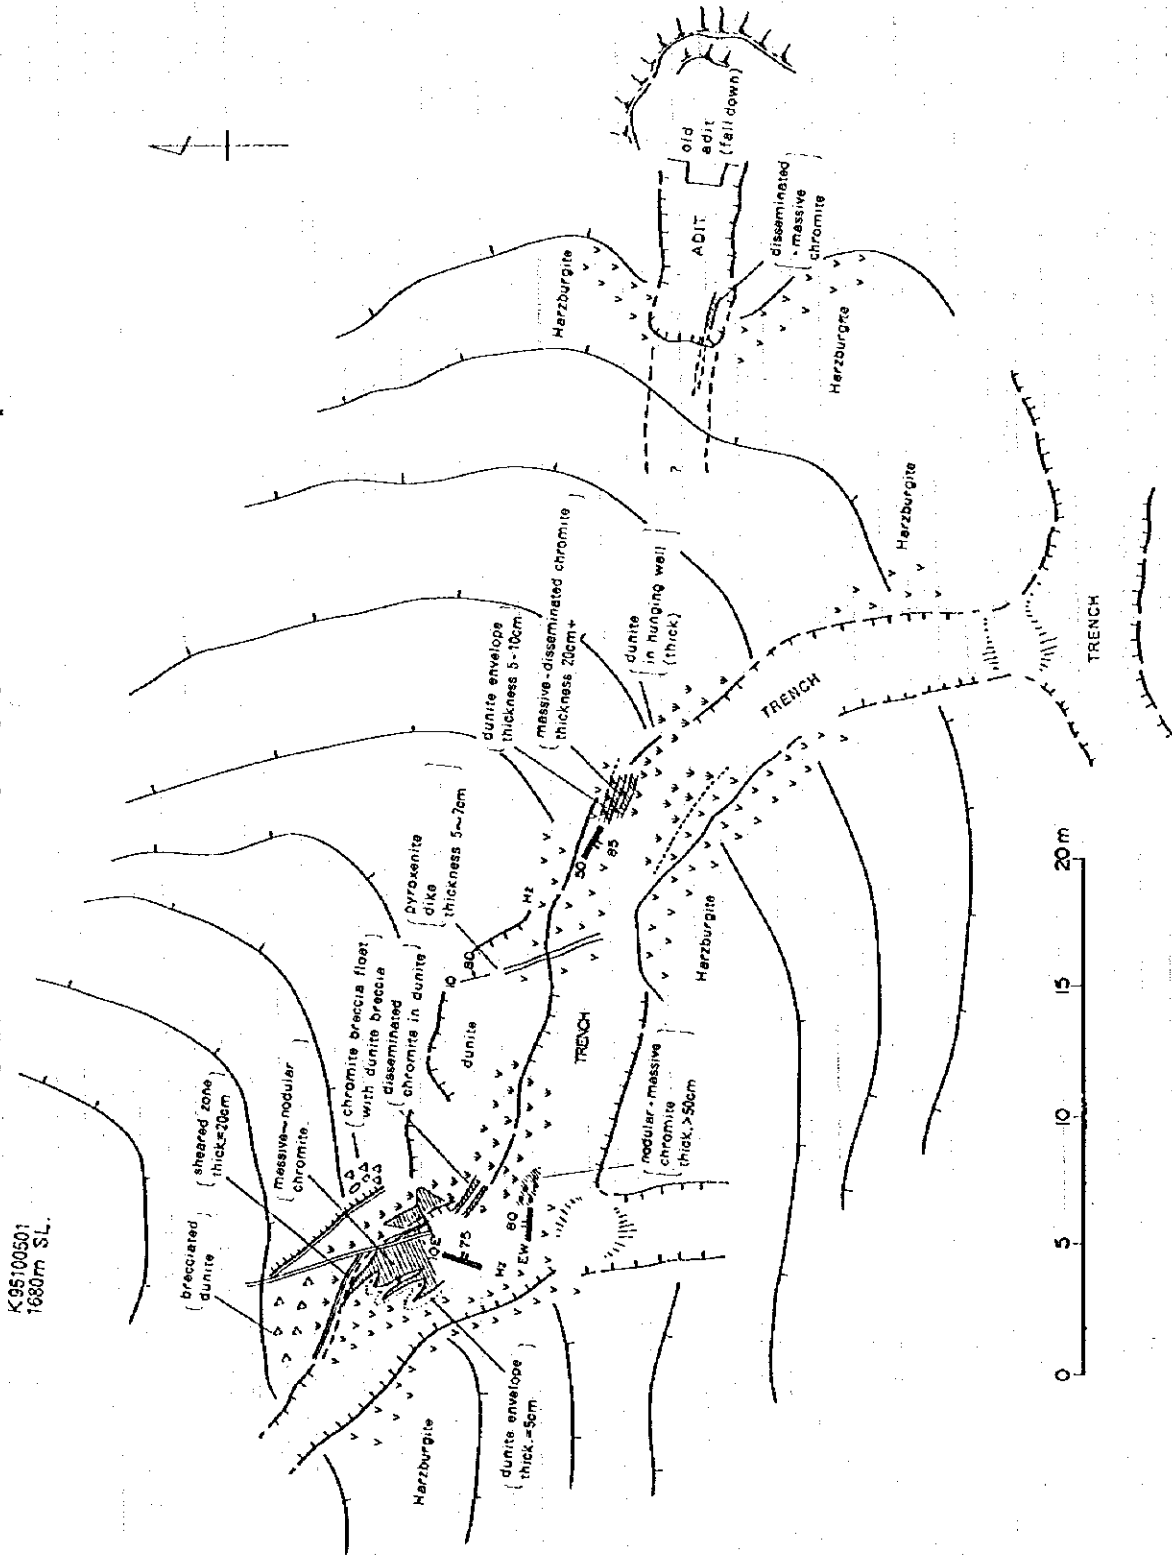 K95100501
1680m SL.
brecciated
dunite
sheared zone
thick.=20cm
massive~nodular
chromite
chromite breccia float
with dunite breccia
disseminated
chromite in dunite
pyroxenite
dike
thickness 5~7cm
dunite envelope
thickness 5-10cm
massive-disseminated chromite
thickness 20cm+
dunite
in hunging wall
(thick)
Harzburgite
ADIT
old
adit
(fall down)
disseminated
-massive
chromite
Harzburgite
?
Harzburgite
TRENCH
TRENCH
dunite
10
80
Hz
50
85
TRENCH
Harzburgite
nodular-massive
chromite
thick.>50cm
10E
75
80
EW
Hz
Harzburgite
dunite envelope
thick.=5cm
0
5
10
15
20m